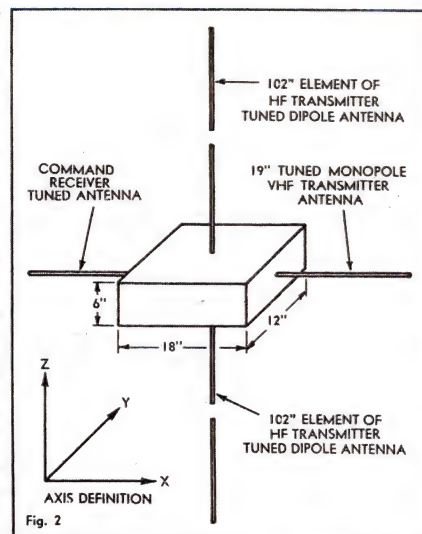 102" ELEMENT OF
HF TRANSMITTER
TUNED DIPOLE ANTENNA
COMMAND
RECEIVER
TUNED ANTENNA
19" TUNED MONOPOLE
VHF TRANSMITTER
ANTENNA
6"
18"
12"
102" ELEMENT OF
HF TRANSMITTER
TUNED DIPOLE ANTENNA
Z
Y
X
AXIS DEFINITION
Fig. 2